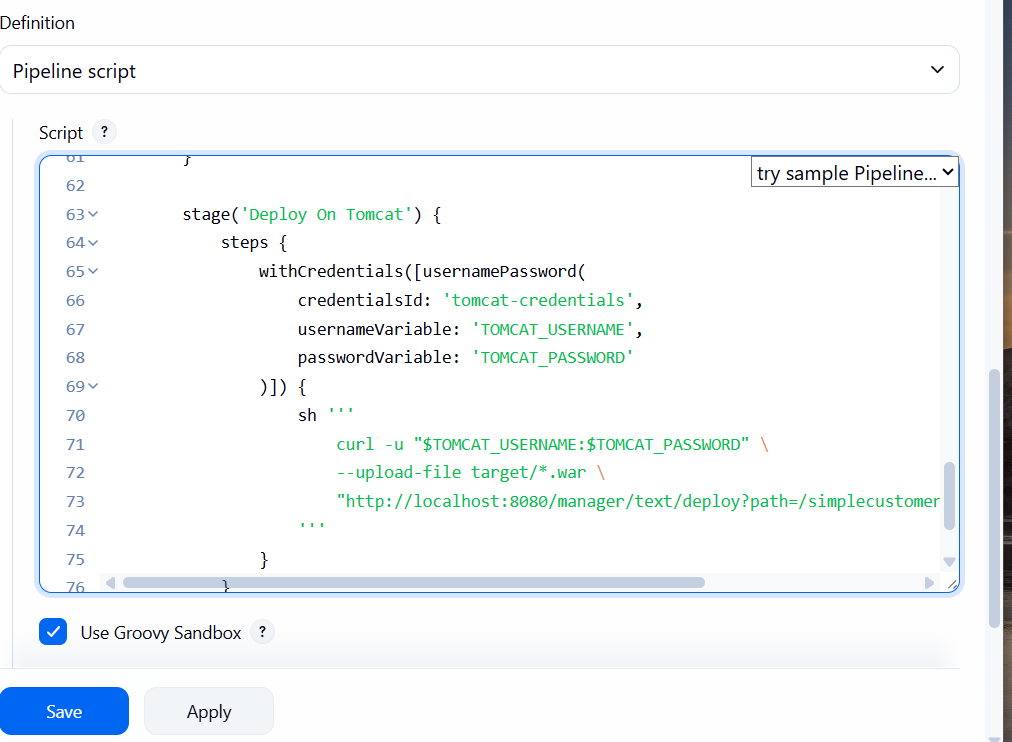 Definition
Pipeline script
Script ?
try sample Pipeline...
61 }
62
63 stage('Deploy On Tomcat') {
64 steps {
65 withCredentials([usernamePassword(
66 credentialsId: 'tomcat-credentials',
67 usernameVariable: 'TOMCAT_USERNAME',
68 passwordVariable: 'TOMCAT_PASSWORD'
69 )]) {
70 sh '''
71 curl -u "$TOMCAT_USERNAME:$TOMCAT_PASSWORD" \
72 --upload-file target/*.war \
73 "http://localhost:8080/manager/text/deploy?path=/simplecustomer
74 '''
75 }
76 }
Use Groovy Sandbox ?
Save Apply